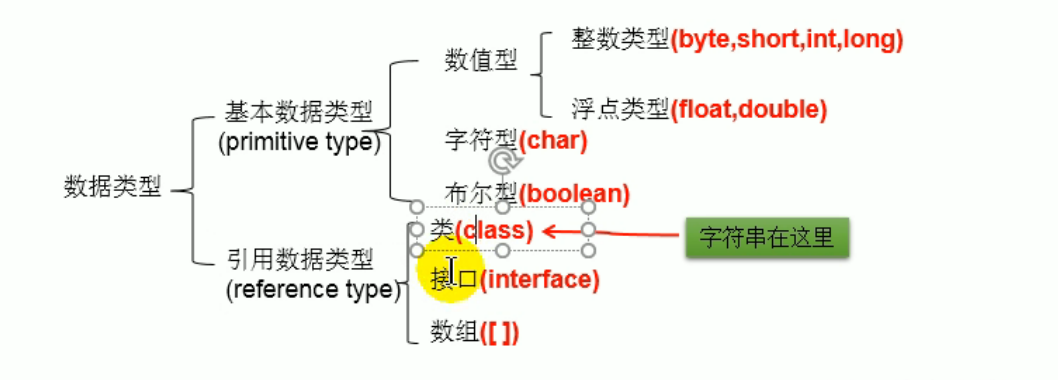 整数类型(byte,short,int,long)
数值型
浮点类型(float,double)
基本数据类型
(primitive type)
字符型(char)
数据类型
布尔型(boolean)
类(class)
字符串在这里
引用数据类型
(reference type)
接口(interface)
数组([ ])